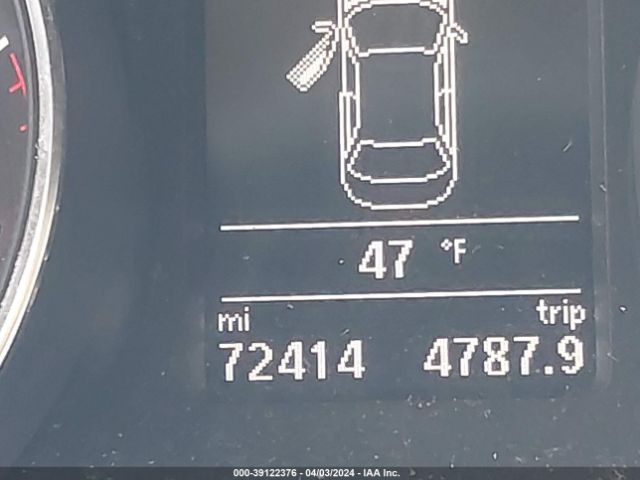 47 °F
mi trip
72414 4787.9
000-39122376 - 04/03/2024 - IAA Inc.